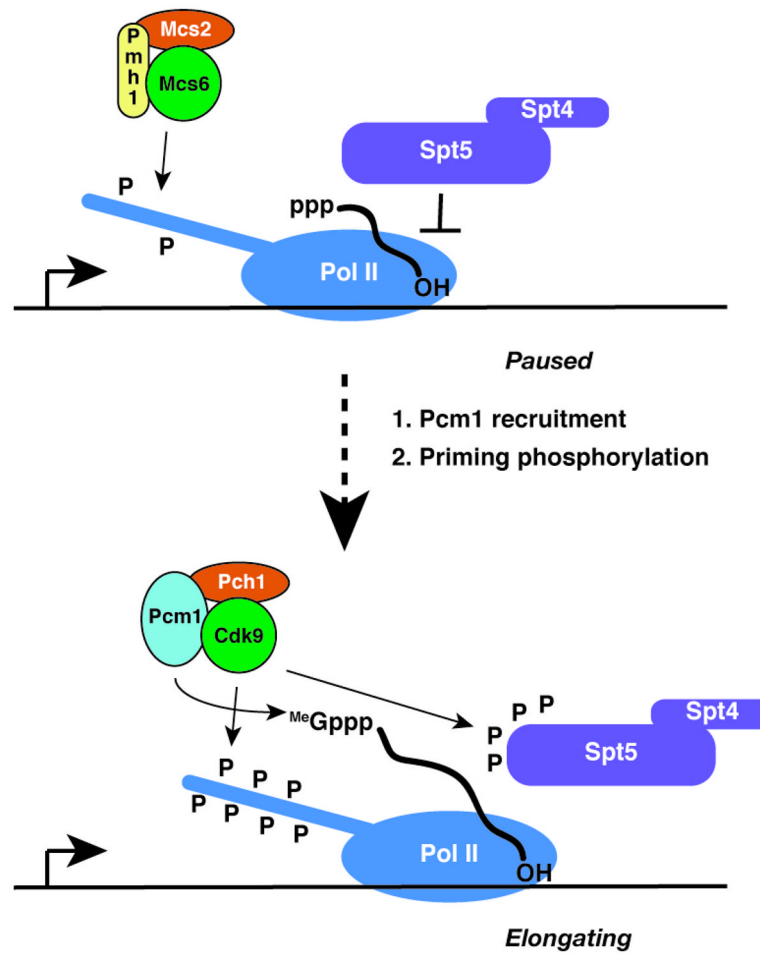 Mcs2
P
m
h
1
Mcs6
Spt4
Spt5
P
ppp
P
Pol II
OH
Paused
1. Pcm1 recruitment
2. Priming phosphorylation
Pch1
Pcm1
Cdk9
MeGppp
P P
P
P
Spt4
Spt5
P P P
P P P P
Pol II
OH
Elongating